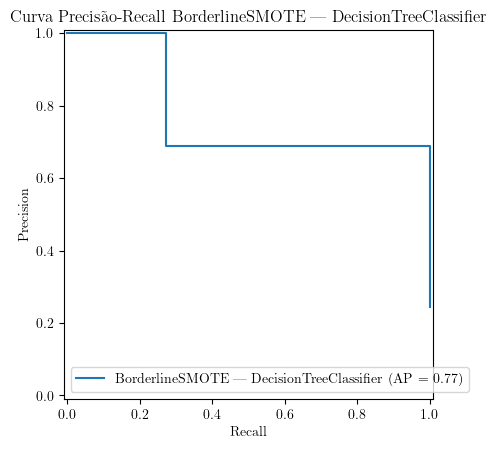 Curva Precisão-Recall BorderlineSMOTE — DecisionTreeClassifier
1.0
0.8
0.6
0.4
0.2
0.0
Precision
BorderlineSMOTE — DecisionTreeClassifier (AP = 0.77)
0.0 0.2 0.4 0.6 0.8 1.0
Recall